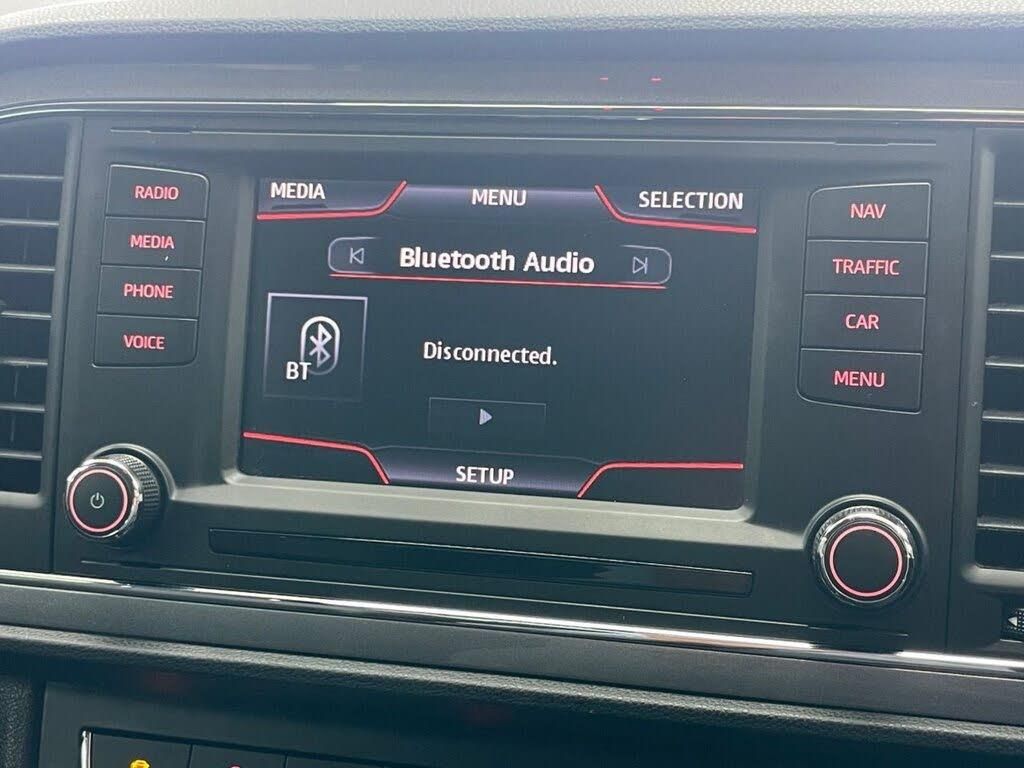 RADIO
MEDIA
PHONE
VOICE
MEDIA
MENU
SELECTION
Bluetooth Audio
BT
Disconnected.
SETUP
NAV
TRAFFIC
CAR
MENU